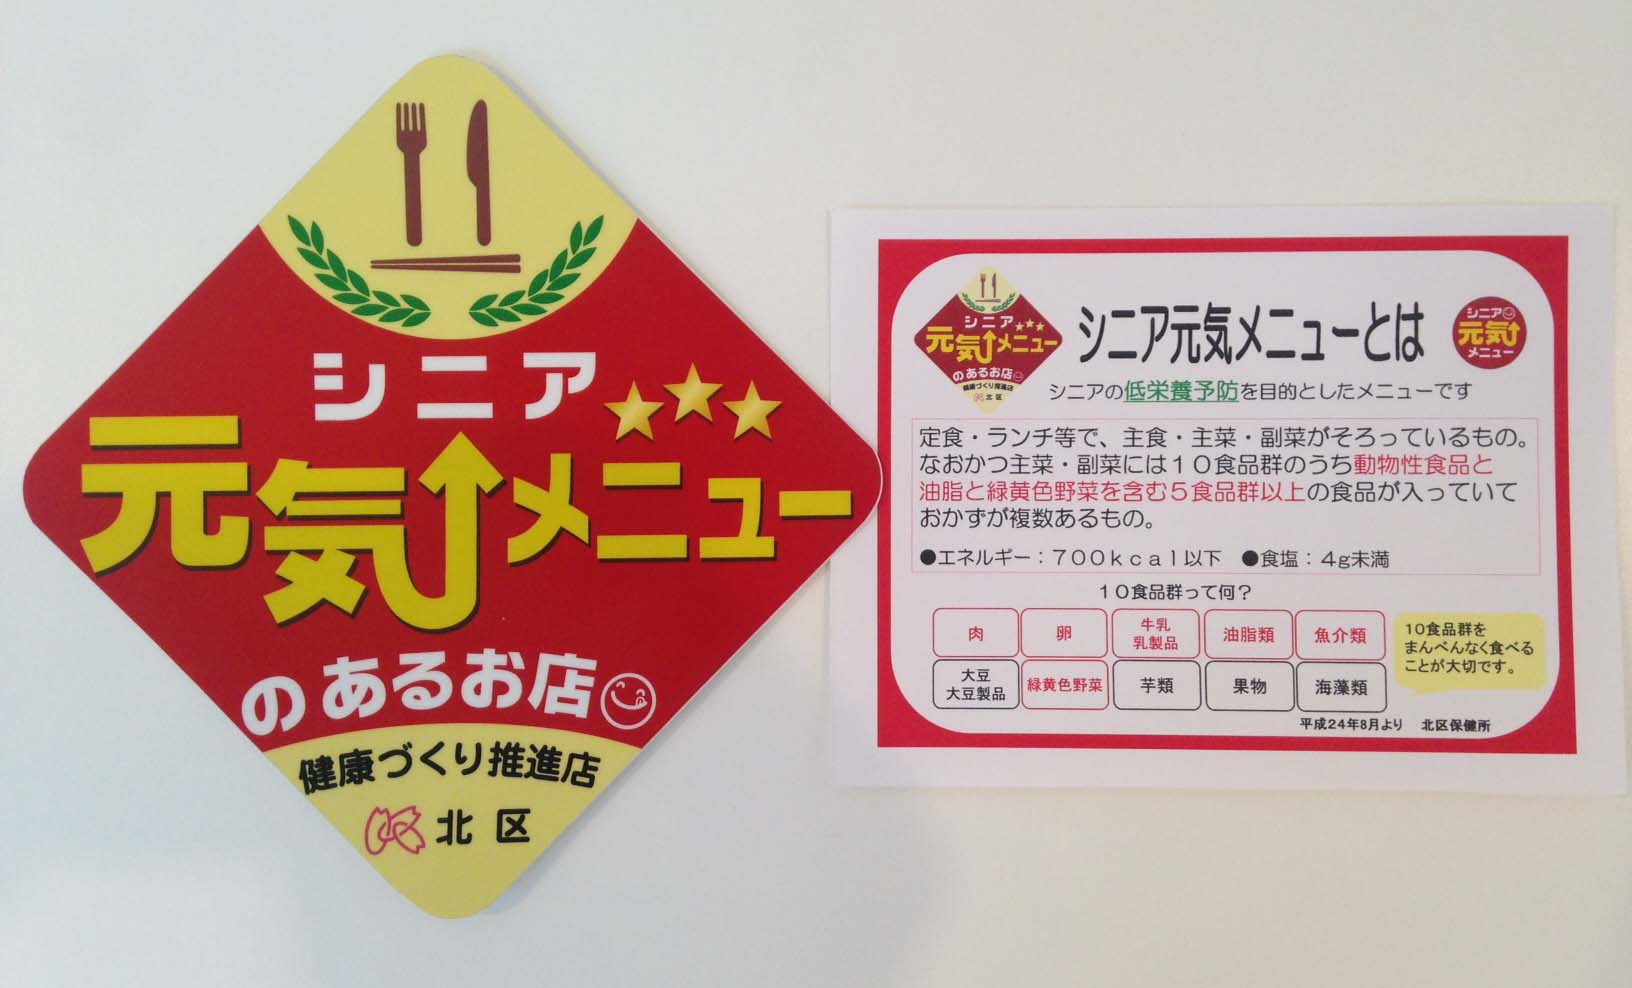 シニア
元気メニュー
のあるお店
健康づくり推進店
北区
シニア
元気メニュー
のあるお店
健康づくり推進店
北区
シニア元気メニューとは
シニア
元気
メニュー
シニアの低栄養予防を目的としたメニューです
定食・ランチ等で、主食・主菜・副菜がそろっているもの。
なおかつ主菜・副菜には１０食品群のうち動物性食品と
油脂と緑黄色野菜を含む５食品群以上の食品が入っていて
おかずが複数あるもの。
●エネルギー：７００ｋｃａｌ以下　●食塩：４g未満
１０食品群って何？
肉
卵
牛乳
乳製品
油脂類
魚介類
大豆
大豆製品
緑黄色野菜
芋類
果物
海藻類
１０食品群を
まんべんなく食べる
ことが大切です。
平成２４年８月より　北区保健所